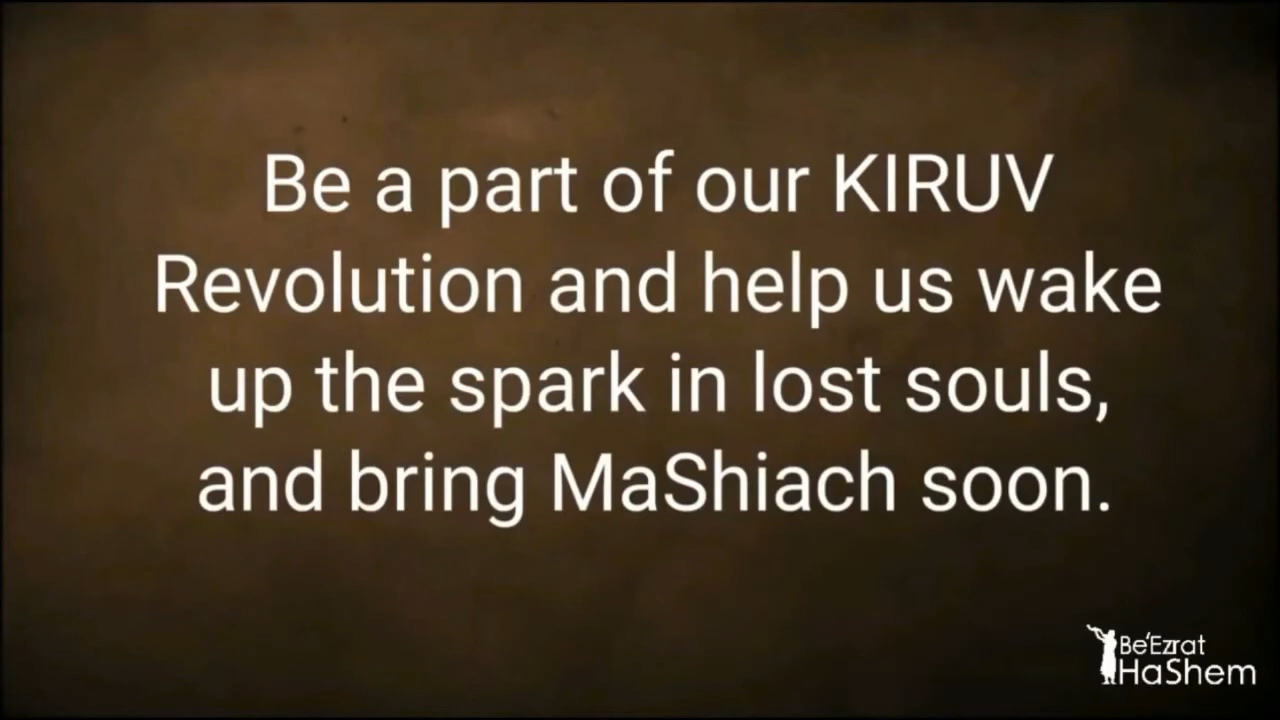 Be a part of our KIRUV
Revolution and help us wake
up the spark in lost souls,
and bring MaShiach soon.
Be'Ezrat
HaShem